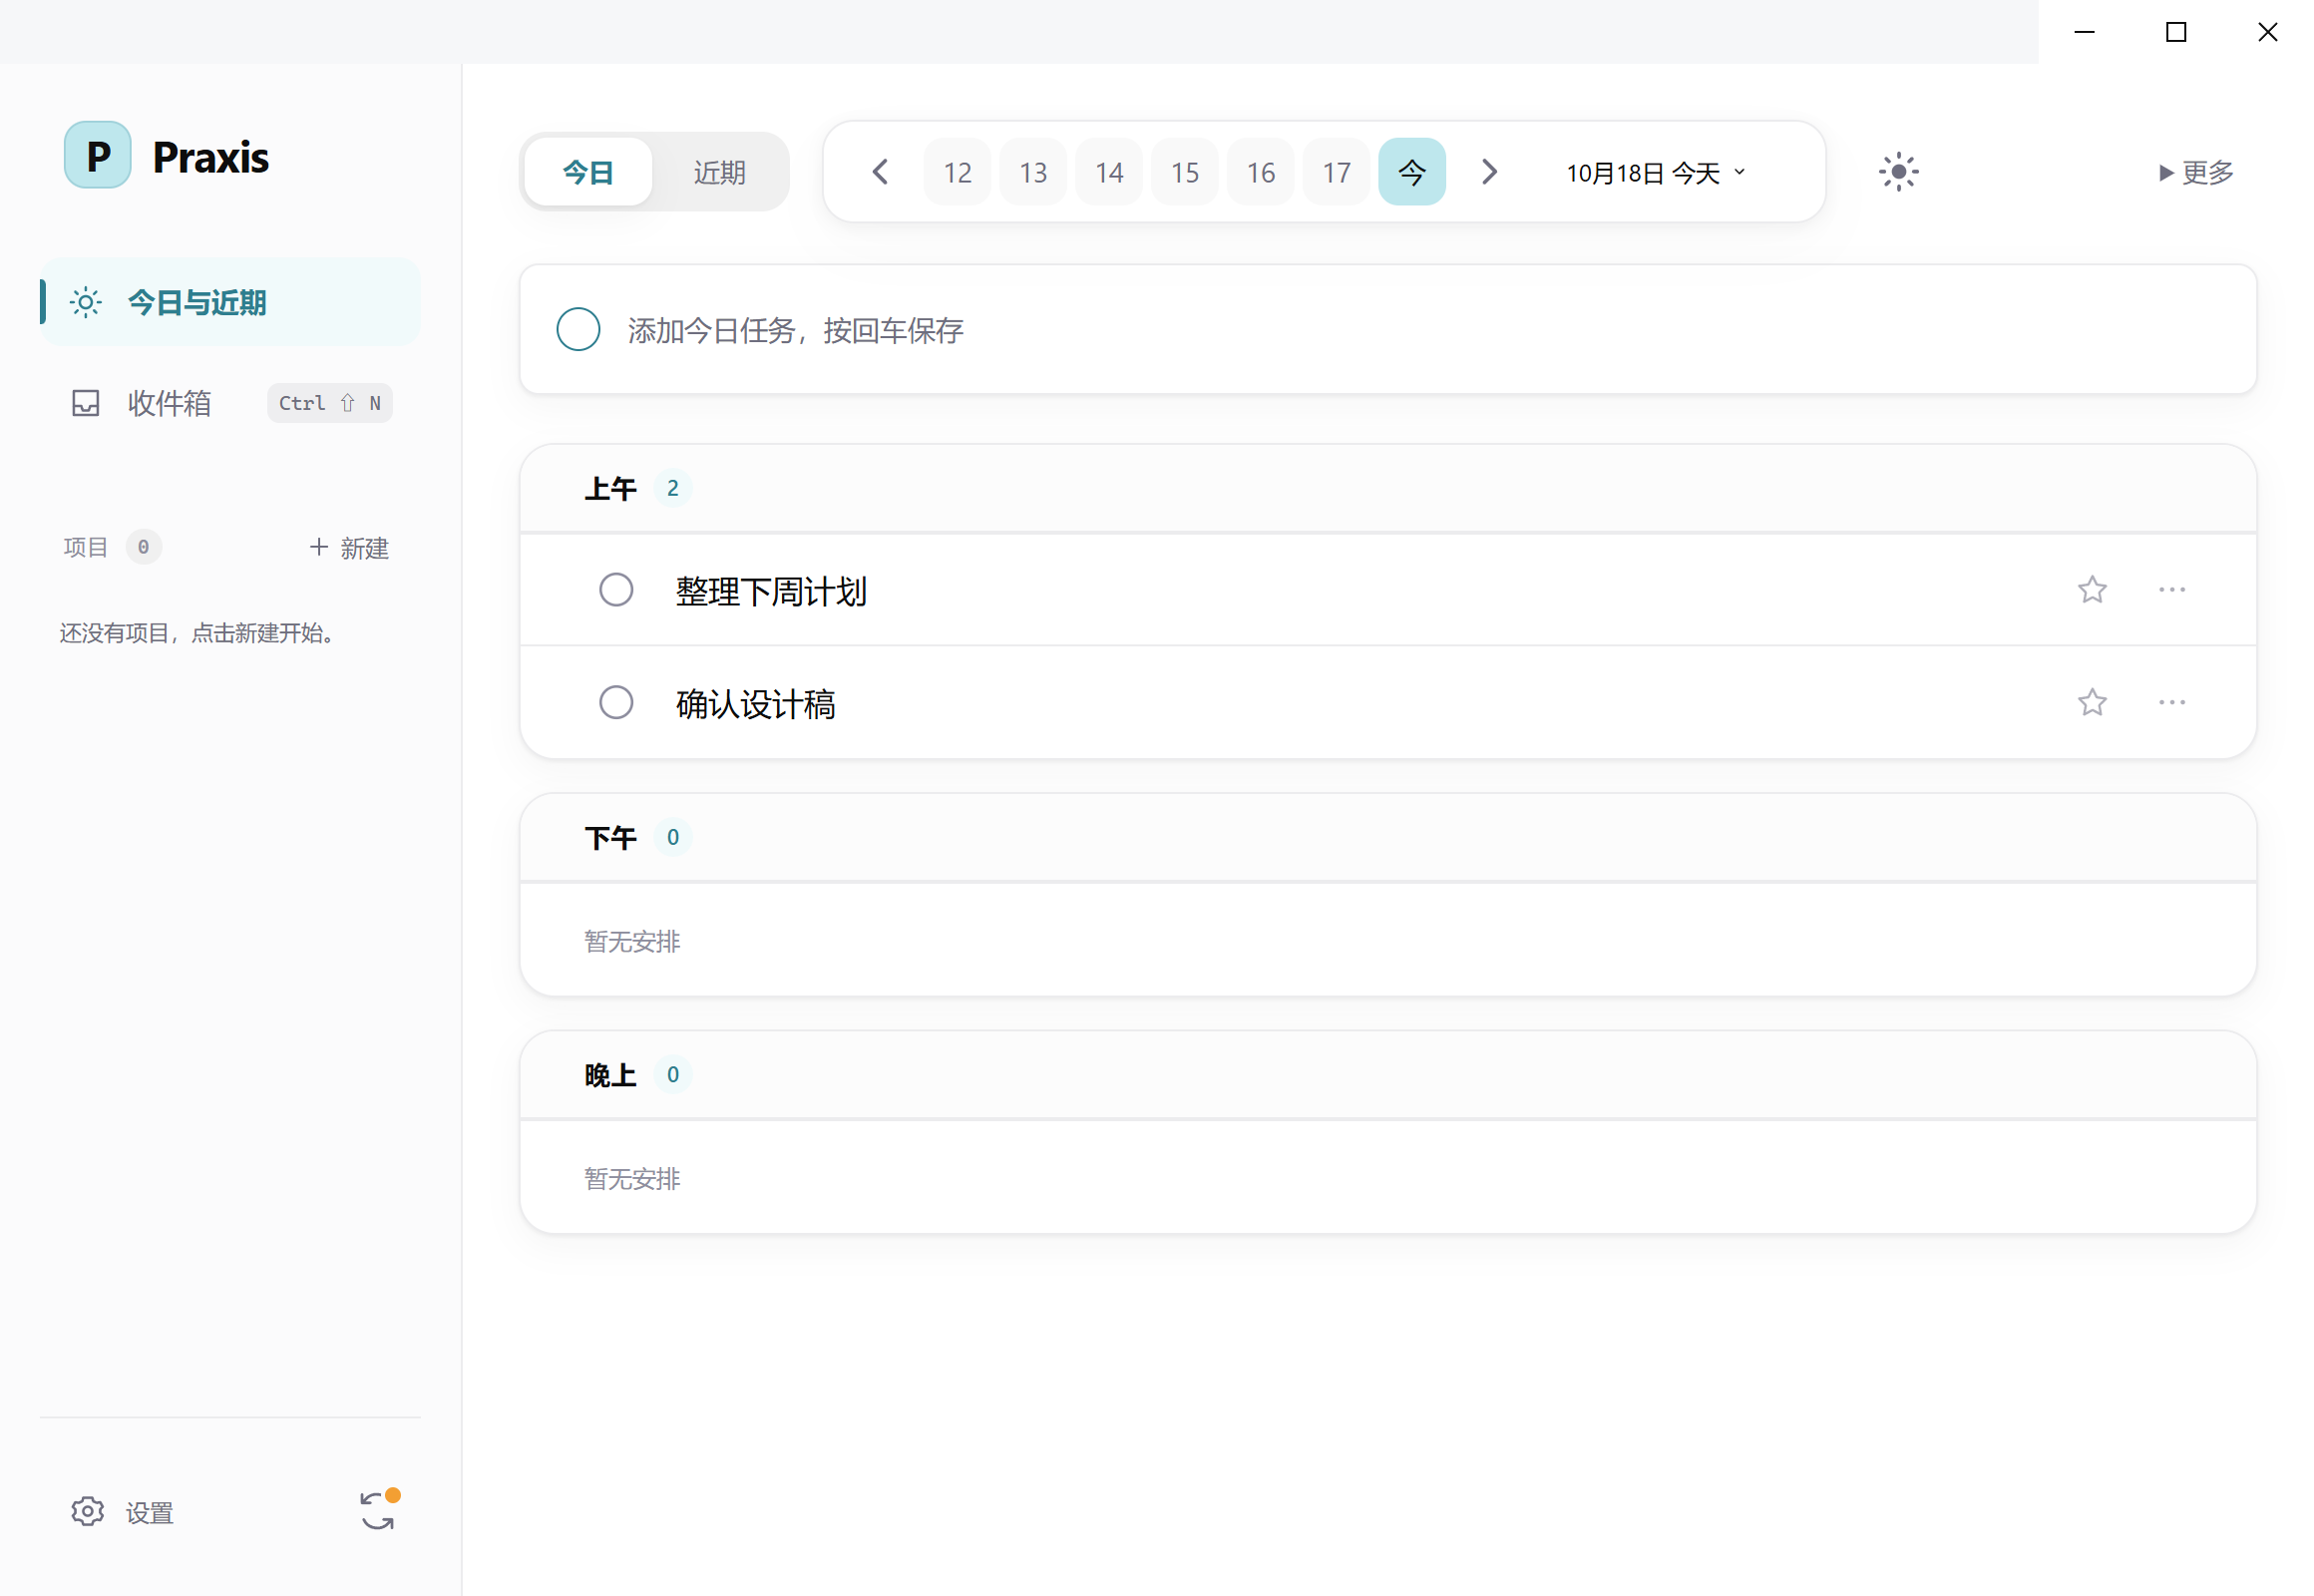 P Praxis
今日与近期
收件箱 Ctrl ⇧ N
项目 0 + 新建
还没有项目，点击新建开始。
设置
今日 近期 12 13 14 15 16 17 今 10月18日 今天 更多
添加今日任务，按回车保存
上午 2
整理下周计划
确认设计稿
下午 0
暂无安排
晚上 0
暂无安排